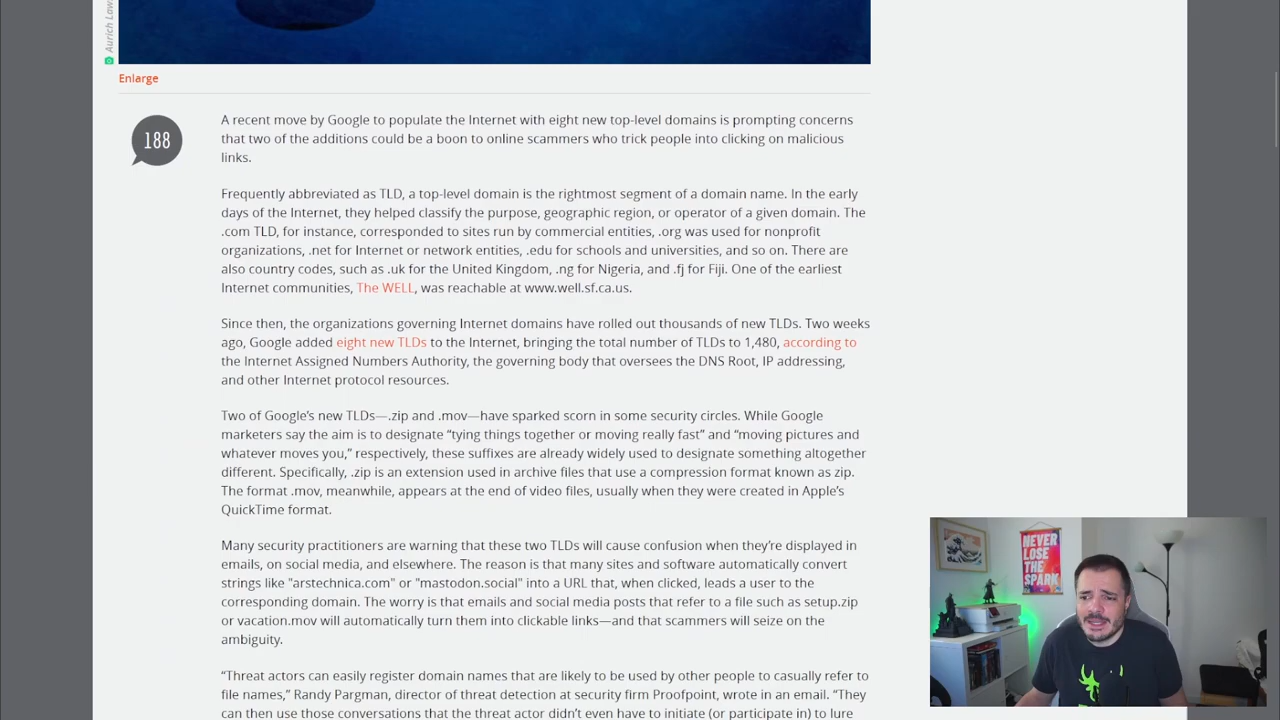 Aurich Law
Enlarge
188
A recent move by Google to populate the Internet with eight new top-level domains is prompting concerns
that two of the additions could be a boon to online scammers who trick people into clicking on malicious
links.
Frequently abbreviated as TLD, a top-level domain is the rightmost segment of a domain name. In the early
days of the Internet, they helped classify the purpose, geographic region, or operator of a given domain. The
.com TLD, for instance, corresponded to sites run by commercial entities, .org was used for nonprofit
organizations, .net for Internet or network entities, .edu for schools and universities, and so on. There are
also country codes, such as .uk for the United Kingdom, .ng for Nigeria, and .fj for Fiji. One of the earliest
Internet communities, The WELL, was reachable at www.well.sf.ca.us.
Since then, the organizations governing Internet domains have rolled out thousands of new TLDs. Two weeks
ago, Google added eight new TLDs to the Internet, bringing the total number of TLDs to 1,480, according to
the Internet Assigned Numbers Authority, the governing body that oversees the DNS Root, IP addressing,
and other Internet protocol resources.
Two of Google's new TLDs—.zip and .mov—have sparked scorn in some security circles. While Google
marketers say the aim is to designate “tying things together or moving really fast” and “moving pictures and
whatever moves you,” respectively, these suffixes are already widely used to designate something altogether
different. Specifically, .zip is an extension used in archive files that use a compression format known as zip.
The format .mov, meanwhile, appears at the end of video files, usually when they were created in Apple's
QuickTime format.
Many security practitioners are warning that these two TLDs will cause confusion when they're displayed in
emails, on social media, and elsewhere. The reason is that many sites and software automatically convert
strings like "arstechnica.com" or "mastodon.social" into a URL that, when clicked, leads a user to the
corresponding domain. The worry is that emails and social media posts that refer to a file such as setup.zip
or vacation.mov will automatically turn them into clickable links—and that scammers will seize on the
ambiguity.
“Threat actors can easily register domain names that are likely to be used by other people to casually refer to
file names,” Randy Pargman, director of threat detection at security firm Proofpoint, wrote in an email. “They
can then use those conversations that the threat actor didn't even have to initiate (or participate in) to lure
NEVER
LOSE
THE
SPARK